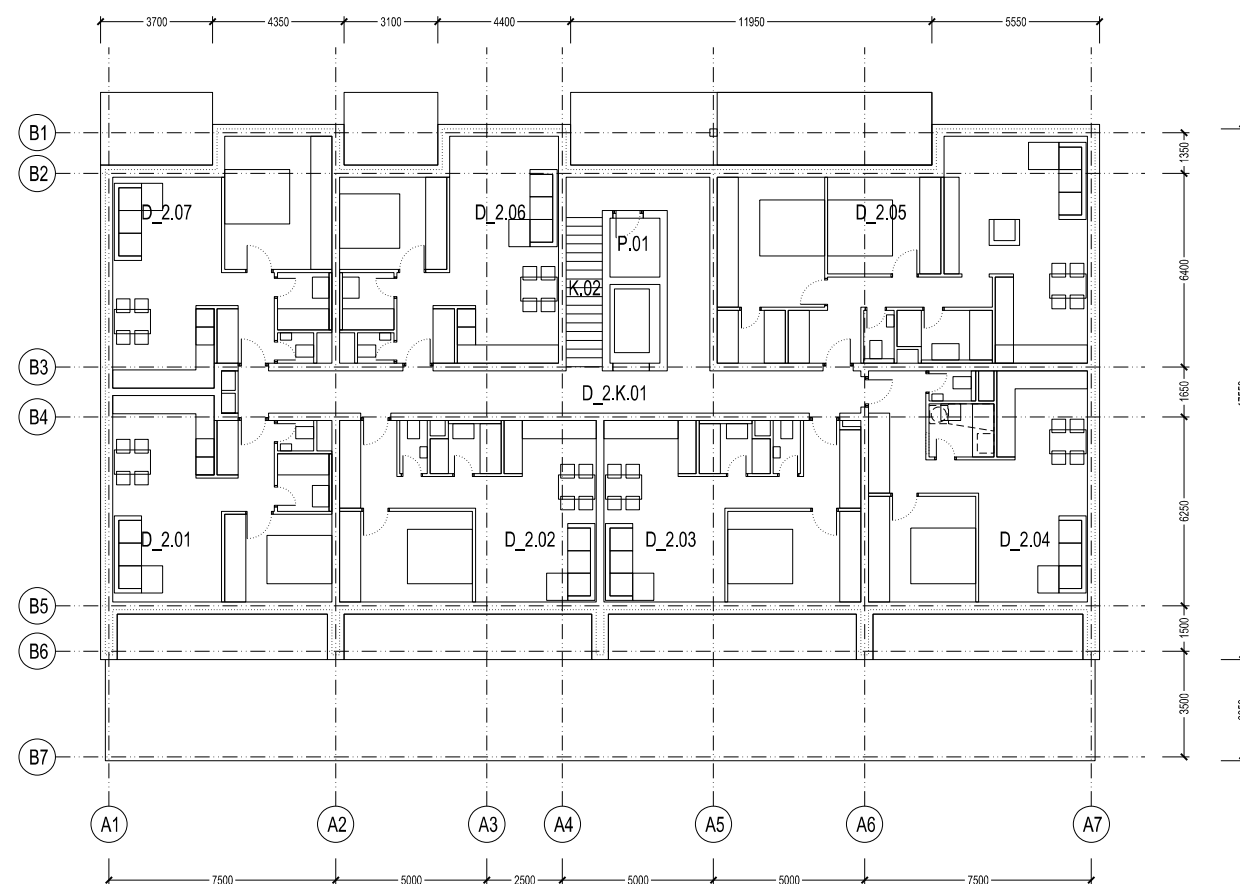 3700 4350 3100 4400 11950 5550
B1
1350
B2
D_2.07 D_2.06 D_2.05
P.01
6400
K.02
B3
D_2.K.01
1650
B4
6250
D_2.01 D_2.02 D_2.03 D_2.04
B5
1500
B6
3500
B7
A1 A2 A3 A4 A5 A6 A7
7500 5000 2500 5000 5000 7500